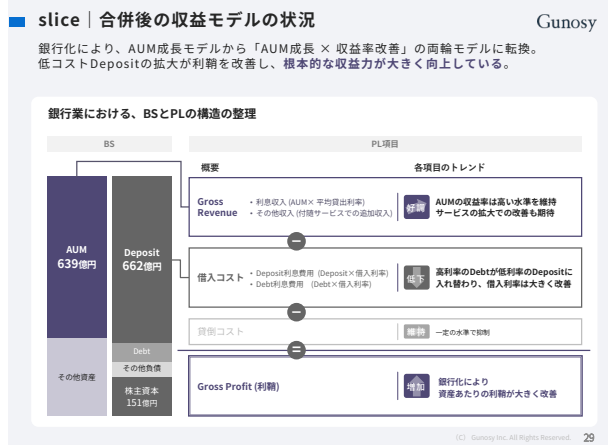 slice｜合併後の収益モデルの状況
Gunosy
銀行化により、AUM成長モデルから「AUM成長 × 収益率改善」の両輪モデルに転換。
低コストDepositの拡大が利鞘を改善し、根本的な収益力が大きく向上している。
銀行業における、BSとPLの構造の整理
BS
PL項目
概要
各項目のトレンド
AUM
639億円
その他資産
Deposit
662億円
Debt
その他負債
株主資本
151億円
Gross
Revenue
・利息収入 (AUM× 平均貸出利率)
・その他収入 (付随サービスでの追加収入)
好調
AUMの収益率は高い水準を維持
サービスの拡大での改善も期待
－
借入コスト
・Deposit利息費用 (Deposit×借入利率)
・Debt利息費用 (Debt×借入利率)
低下
高利率のDebtが低利率のDepositに
入れ替わり、借入利率は大きく改善
－
貸倒コスト
維持
一定の水準で抑制
＝
Gross Profit (利鞘)
増加
銀行化により
資産あたりの利鞘が大きく改善
（C） Gunosy Inc. All Rights Reserved.
29